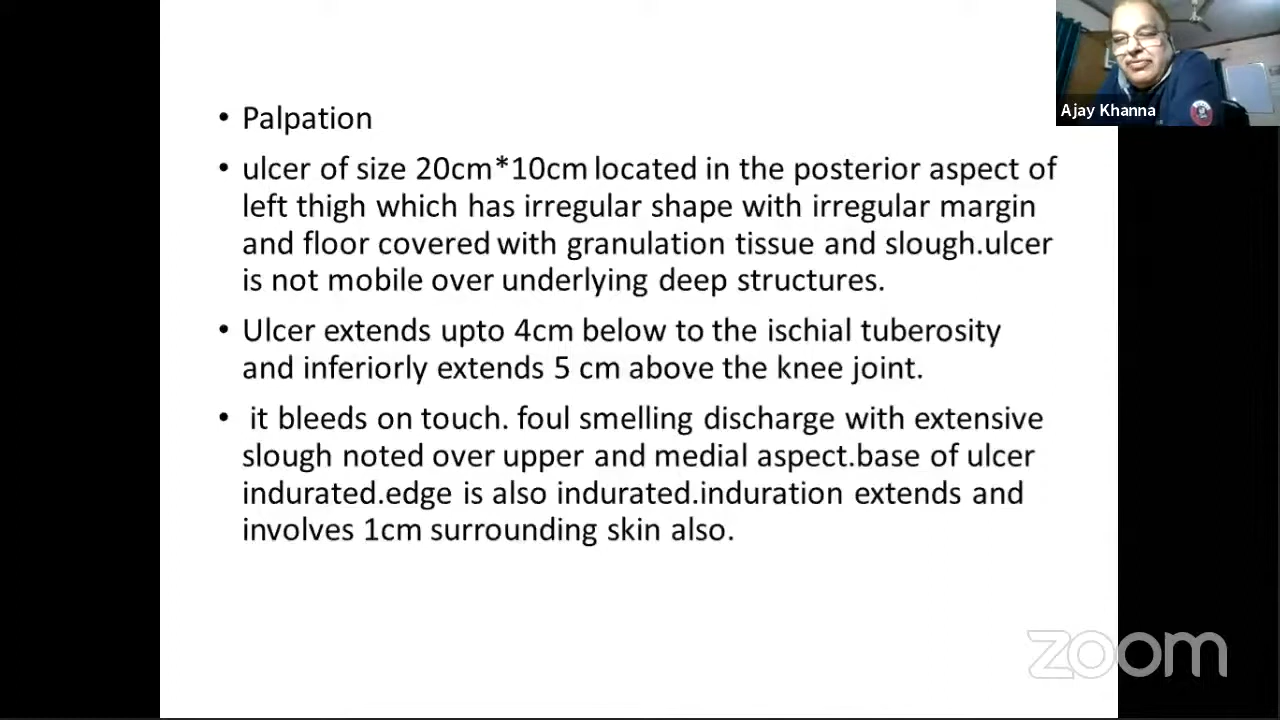 Ajay Khanna
• Palpation
• ulcer of size 20cm*10cm located in the posterior aspect of
left thigh which has irregular shape with irregular margin
and floor covered with granulation tissue and slough.ulcer
is not mobile over underlying deep structures.
• Ulcer extends upto 4cm below to the ischial tuberosity
and inferiorly extends 5 cm above the knee joint.
• it bleeds on touch. foul smelling discharge with extensive
slough noted over upper and medial aspect.base of ulcer
indurated.edge is also indurated.induration extends and
involves 1cm surrounding skin also.
zoom